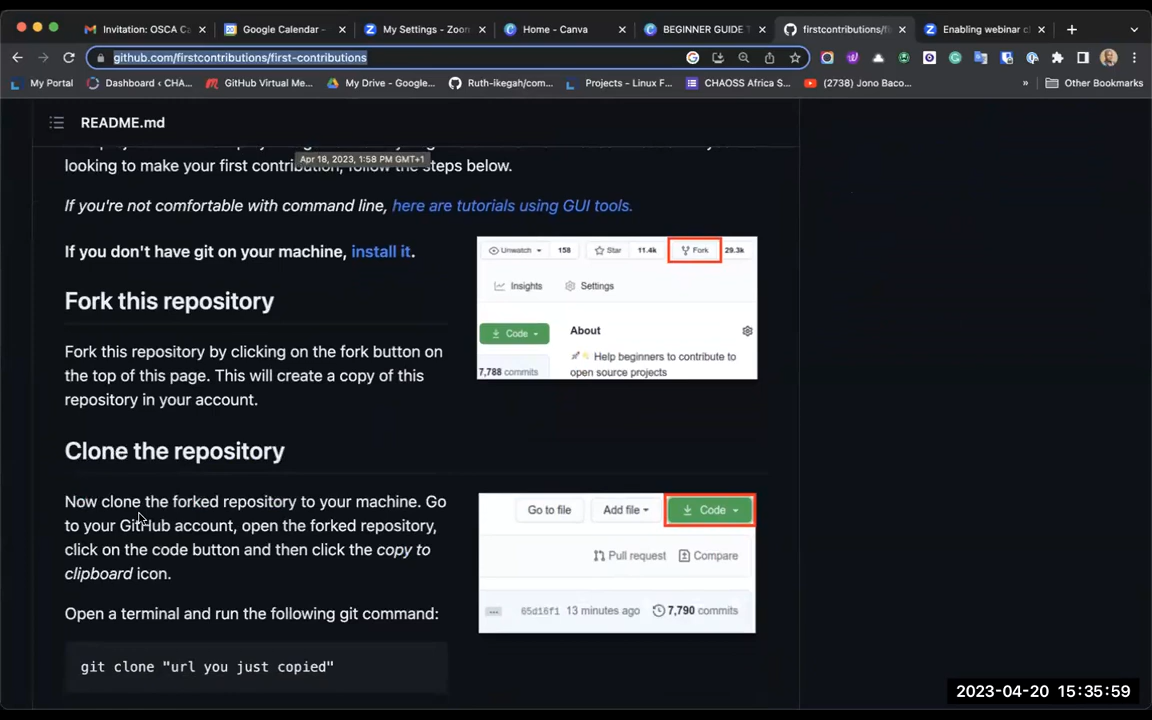 Invitation: OSCA Ca
Google Calendar -
My Settings - Zoom
Home - Canva
BEGINNER GUIDE T
firstcontributions/fi
Enabling webinar c
github.com/firstcontributions/first-contributions
My Portal
Dashboard ‹ CHA...
GitHub Virtual Me...
My Drive - Google...
Ruth-ikegah/com...
Projects - Linux F...
CHAOSS Africa S...
(2738) Jono Baco...
»
Other Bookmarks
README.md
Apr 18, 2023, 1:58 PM GMT+1
looking to make your first contribution, follow the steps below.
If you're not comfortable with command line, here are tutorials using GUI tools.
If you don't have git on your machine, install it.
Unwatch 158 Star 11.4k Fork 29.3k
Insights Settings
Code About
Help beginners to contribute to
7,788 commits open source projects
Fork this repository
Fork this repository by clicking on the fork button on
the top of this page. This will create a copy of this
repository in your account.
Clone the repository
Now clone the forked repository to your machine. Go
to your GitHub account, open the forked repository,
click on the code button and then click the copy to
clipboard icon.
Go to file Add file Code
Pull request Compare
... 65d16f1 13 minutes ago 7,790 commits
Open a terminal and run the following git command:
git clone "url you just copied"
2023-04-20 15:35:59